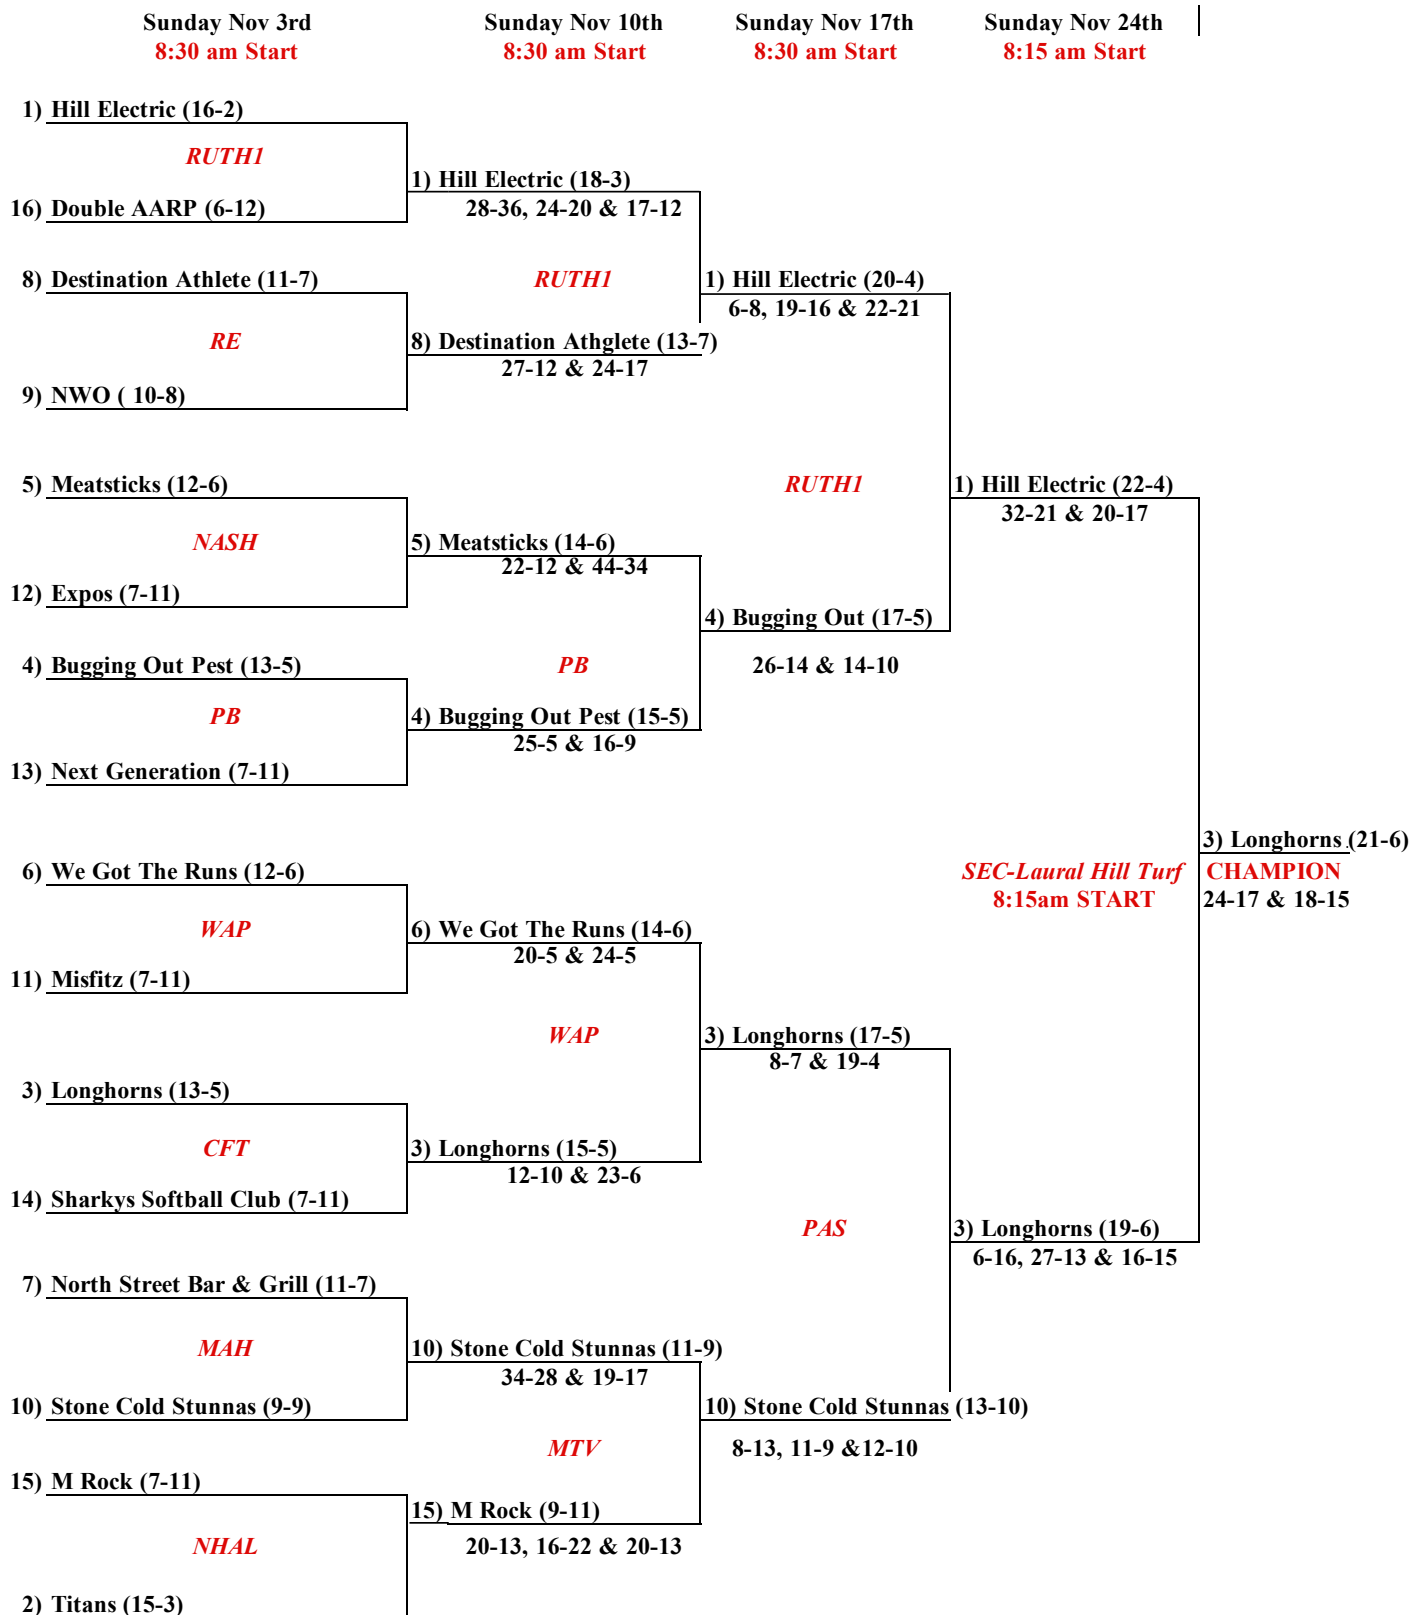 Sunday Nov 3rd
8:30 am Start
Sunday Nov 10th
8:30 am Start
Sunday Nov 17th
8:30 am Start
Sunday Nov 24th
8:15 am Start
1) Hill Electric (16-2)
RUTH1
16) Double AARP (6-12)
8) Destination Athlete (11-7)
RE
9) NWO ( 10-8)
5) Meatsticks (12-6)
NASH
12) Expos (7-11)
4) Bugging Out Pest (13-5)
PB
13) Next Generation (7-11)
6) We Got The Runs (12-6)
WAP
11) Misfitz (7-11)
3) Longhorns (13-5)
CFT
14) Sharkys Softball Club (7-11)
7) North Street Bar & Grill (11-7)
MAH
10) Stone Cold Stunnas (9-9)
15) M Rock (7-11)
NHAL
2) Titans (15-3)
1) Hill Electric (18-3)
28-36, 24-20 & 17-12
RUTH1
8) Destination Athglete (13-7)
27-12 & 24-17
5) Meatsticks (14-6)
22-12 & 44-34
PB
4) Bugging Out Pest (15-5)
25-5 & 16-9
6) We Got The Runs (14-6)
20-5 & 24-5
WAP
3) Longhorns (15-5)
12-10 & 23-6
10) Stone Cold Stunnas (11-9)
34-28 & 19-17
MTV
15) M Rock (9-11)
20-13, 16-22 & 20-13
1) Hill Electric (20-4)
6-8, 19-16 & 22-21
RUTH1
4) Bugging Out (17-5)
26-14 & 14-10
3) Longhorns (17-5)
8-7 & 19-4
PAS
10) Stone Cold Stunnas (13-10)
8-13, 11-9 &12-10
1) Hill Electric (22-4)
32-21 & 20-17
SEC-Laural Hill Turf
8:15am START
3) Longhorns (19-6)
6-16, 27-13 & 16-15
3) Longhorns (21-6)
CHAMPION
24-17 & 18-15